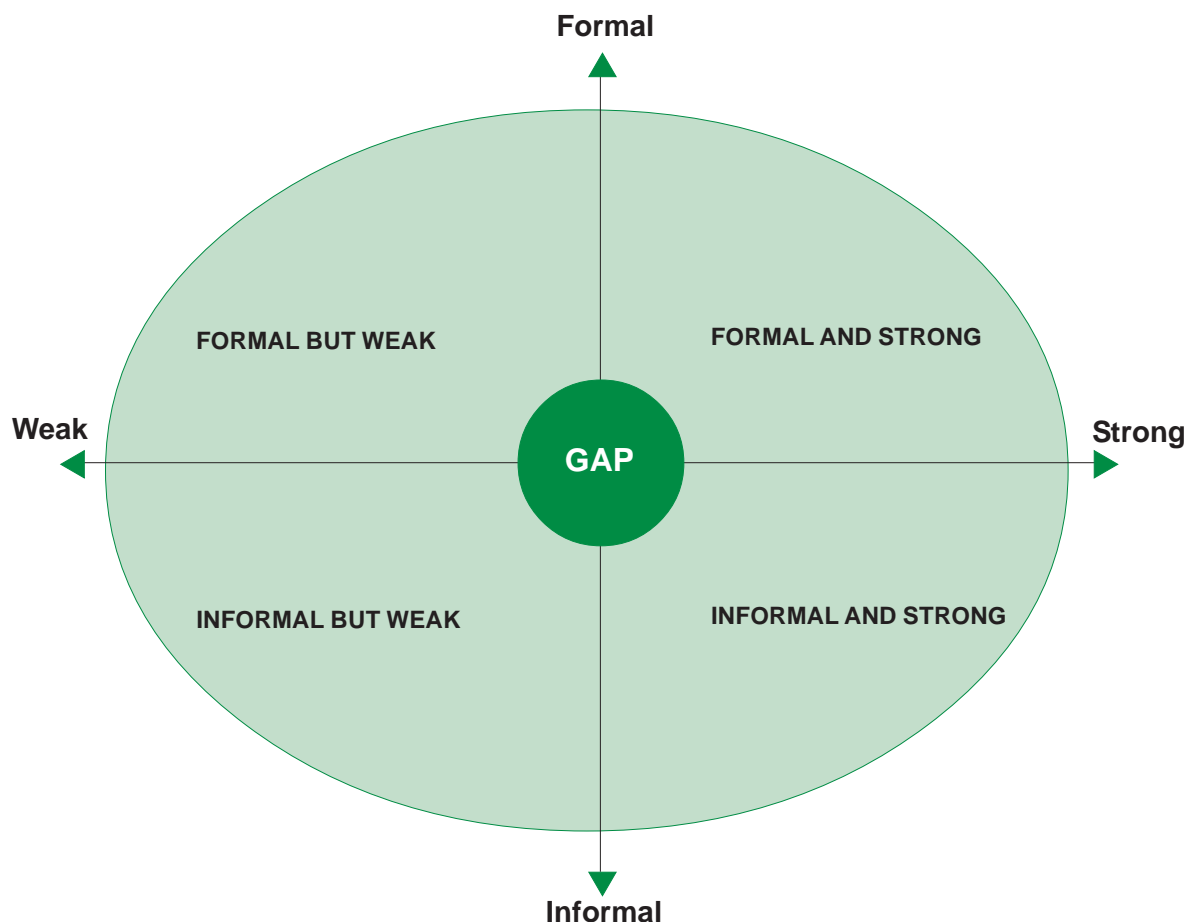 Formal
FORMAL BUT WEAK
FORMAL AND STRONG
Weak
GAP
Strong
INFORMAL BUT WEAK
INFORMAL AND STRONG
Informal